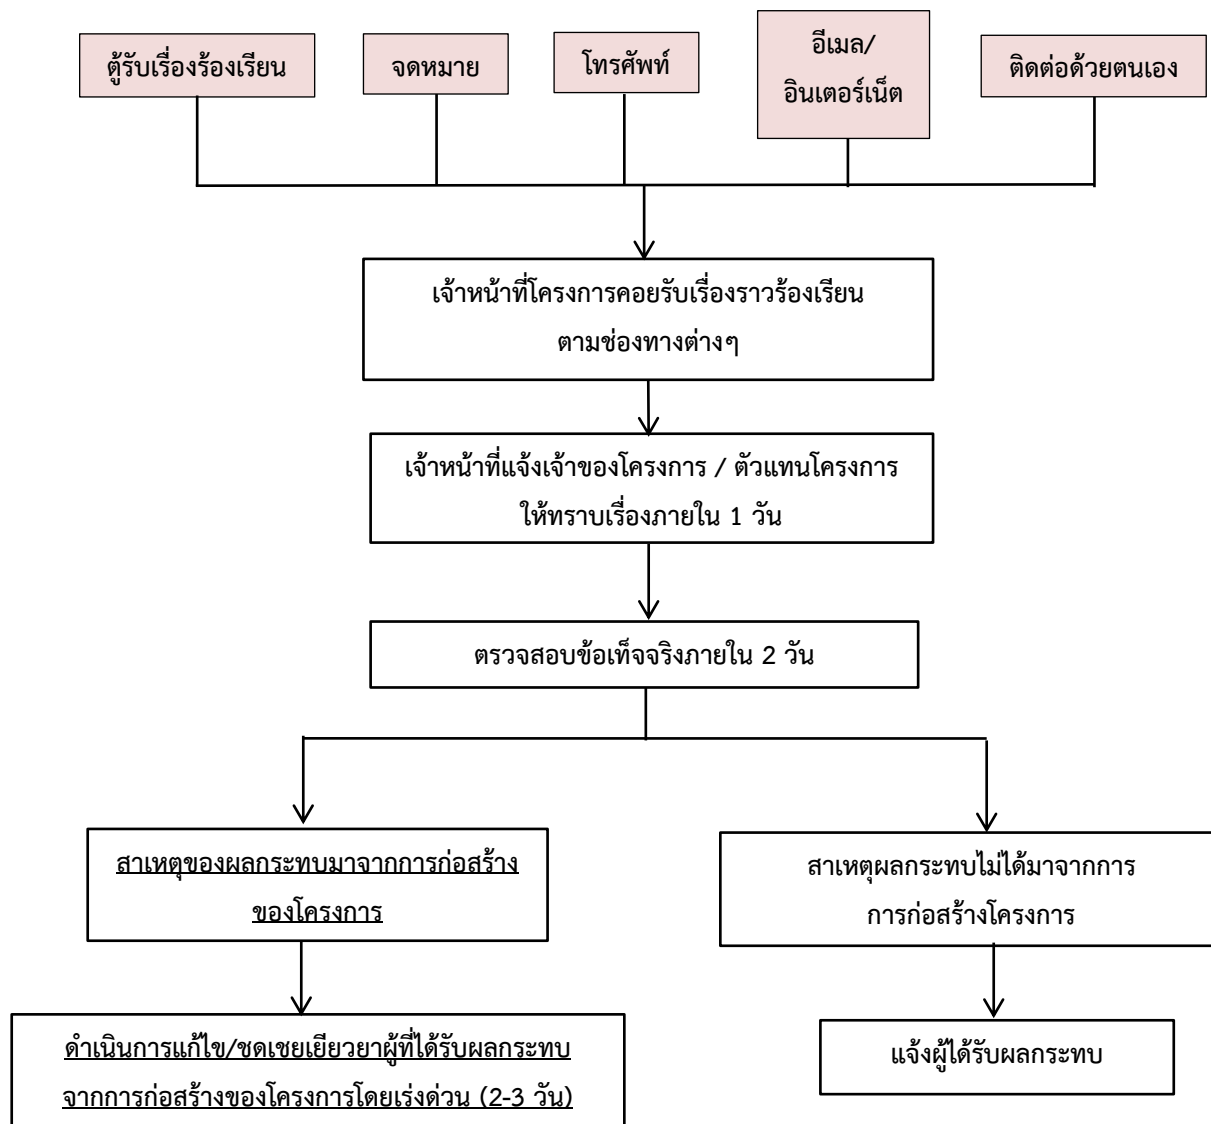 ตู้รับเรื่องร้องเรียน
จดหมาย
โทรศัพท์
อีเมล/
อินเตอร์เน็ต
ติดต่อด้วยตนเอง
เจ้าหน้าที่โครงการคอยรับเรื่องราวร้องเรียน
ตามช่องทางต่างๆ
เจ้าหน้าที่แจ้งเจ้าของโครงการ / ตัวแทนโครงการ
ให้ทราบเรื่องภายใน 1 วัน
ตรวจสอบข้อเท็จจริงภายใน 2 วัน
สาเหตุของผลกระทบมาจากการก่อสร้าง
ของโครงการ
สาเหตุผลกระทบไม่ได้มาจากการ
การก่อสร้างโครงการ
ดำเนินการแก้ไข/ชดเชยเยียวยาผู้ที่ได้รับผลกระทบ
จากการก่อสร้างของโครงการโดยเร่งด่วน (2-3 วัน)
แจ้งผู้ได้รับผลกระทบ